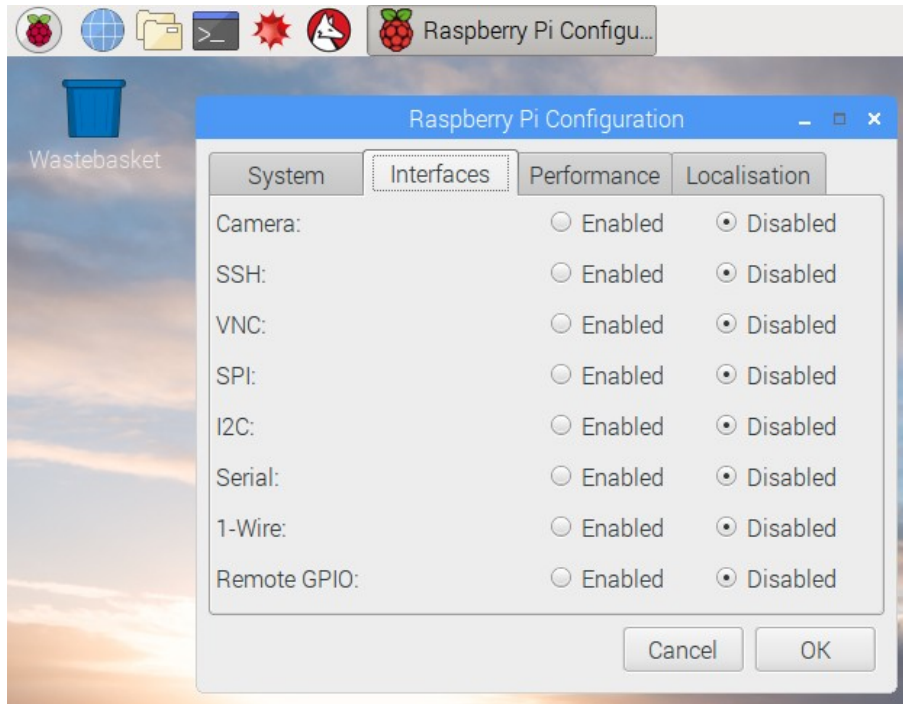 Raspberry Pi Configu...
Wastebasket
Raspberry Pi Configuration
System Interfaces Performance Localisation
Camera: Enabled Disabled
SSH: Enabled Disabled
VNC: Enabled Disabled
SPI: Enabled Disabled
I2C: Enabled Disabled
Serial: Enabled Disabled
1-Wire: Enabled Disabled
Remote GPIO: Enabled Disabled
Cancel OK